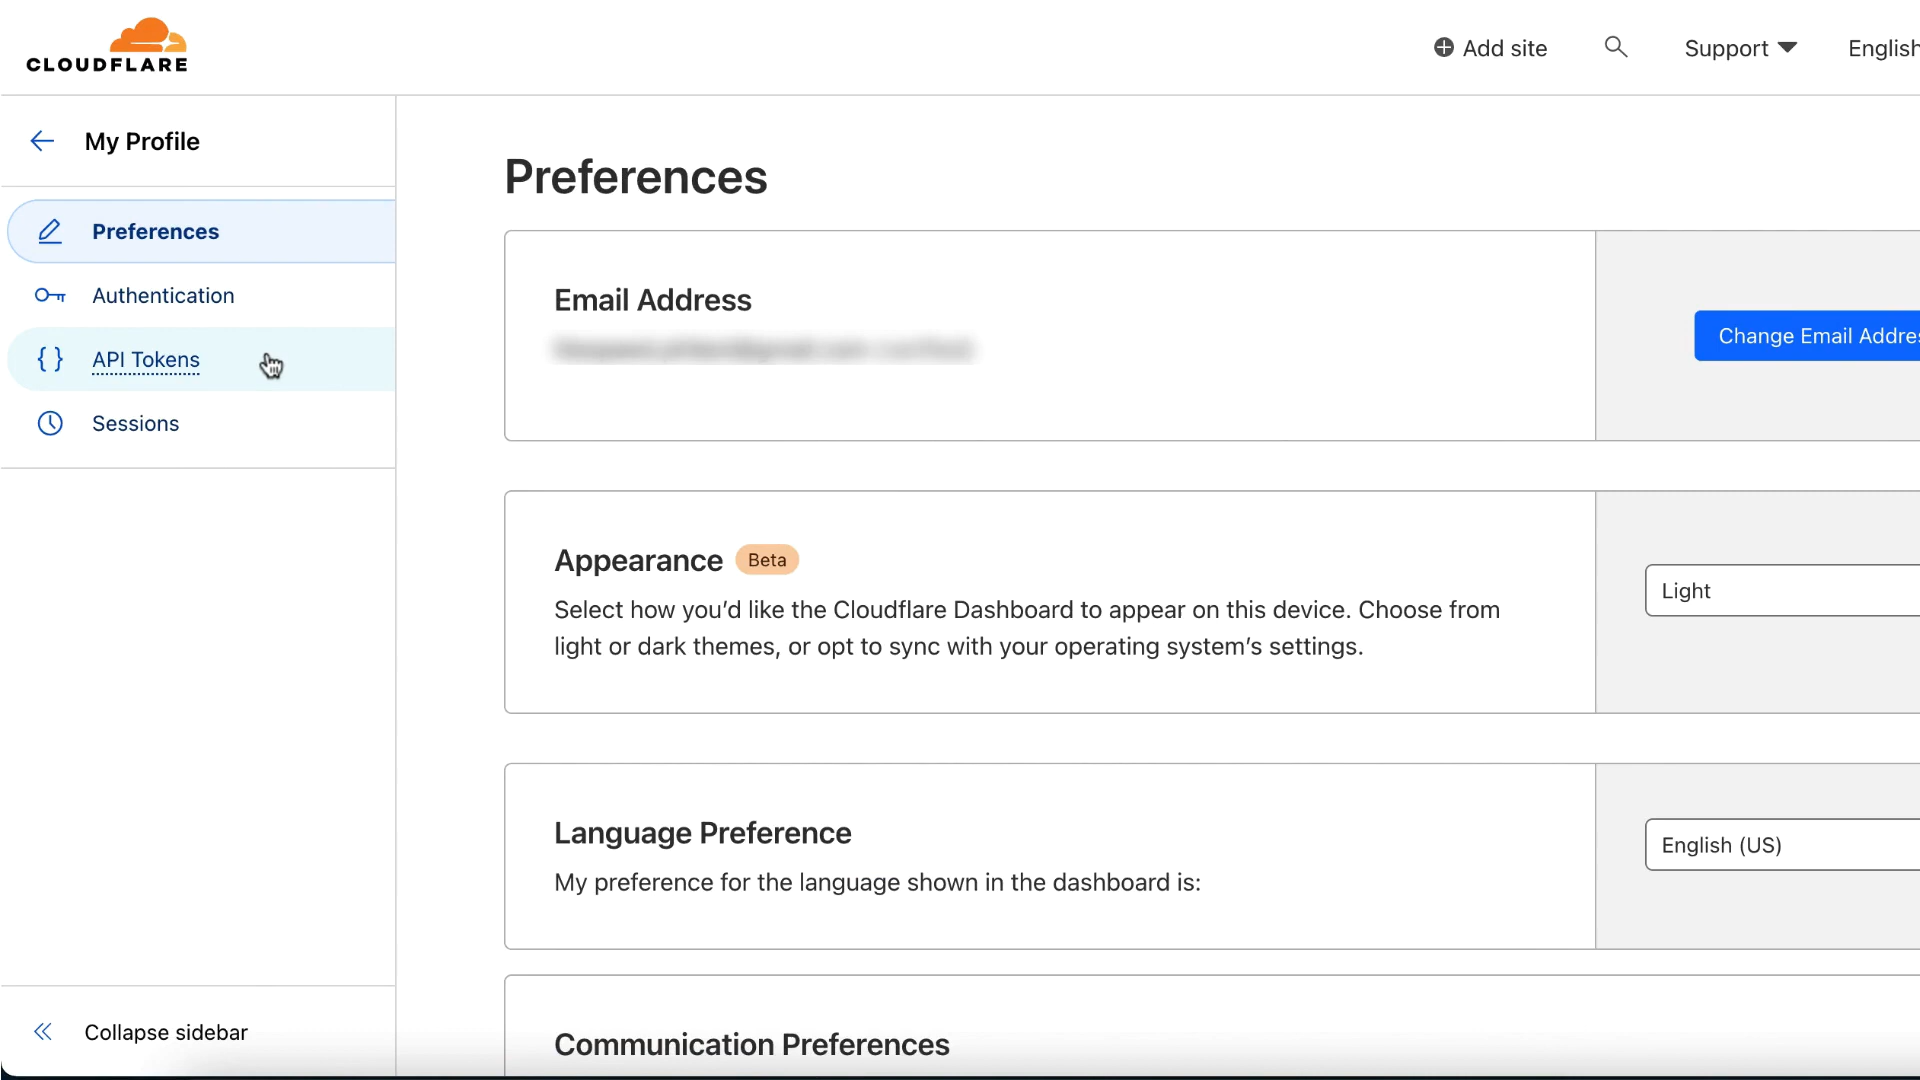 CLOUDFLARE
Add site
Support
English
My Profile
Preferences
Authentication
API Tokens
Sessions
Collapse sidebar
Preferences
Email Address
Change Email Addres
Appearance Beta
Select how you’d like the Cloudflare Dashboard to appear on this device. Choose from
light or dark themes, or opt to sync with your operating system’s settings.
Light
Language Preference
My preference for the language shown in the dashboard is:
English (US)
Communication Preferences